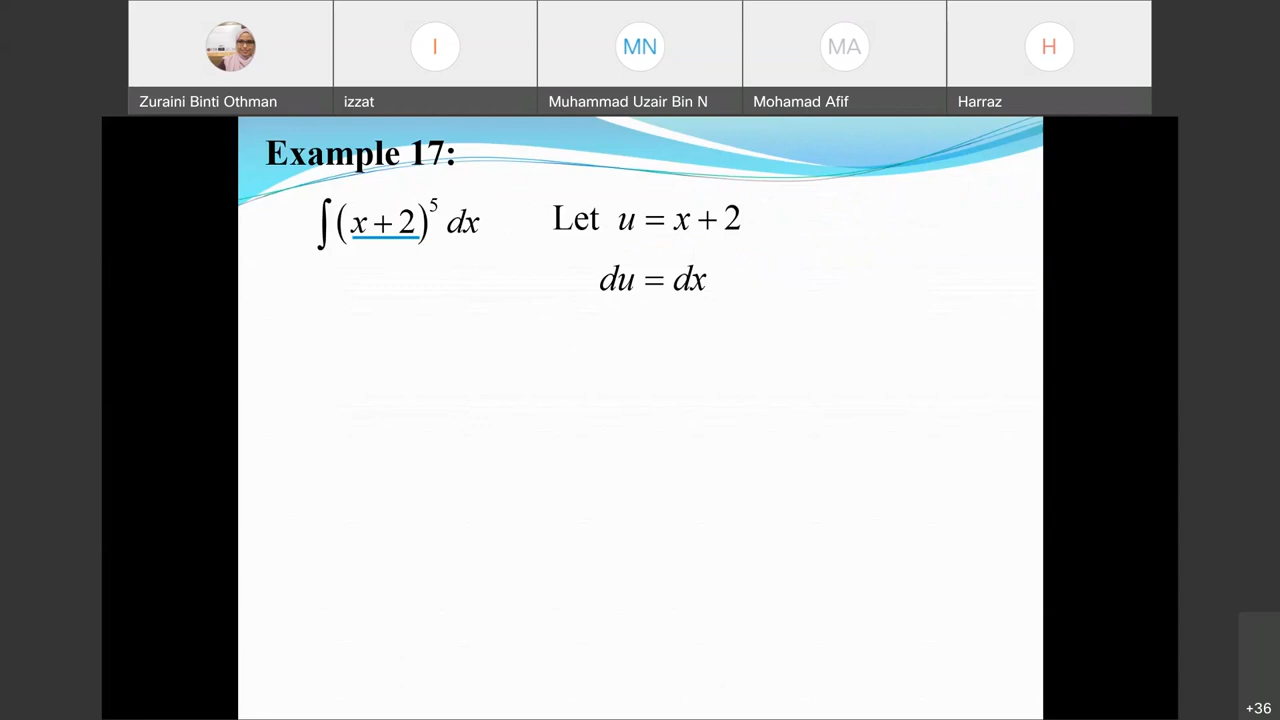 I
MN
MA
H
Zuraini Binti Othman
izzat
Muhammad Uzair Bin N
Mohamad Afif
Harraz
Example 17:
∫(x + 2)⁵ dx
Let u = x + 2
du = dx
+36